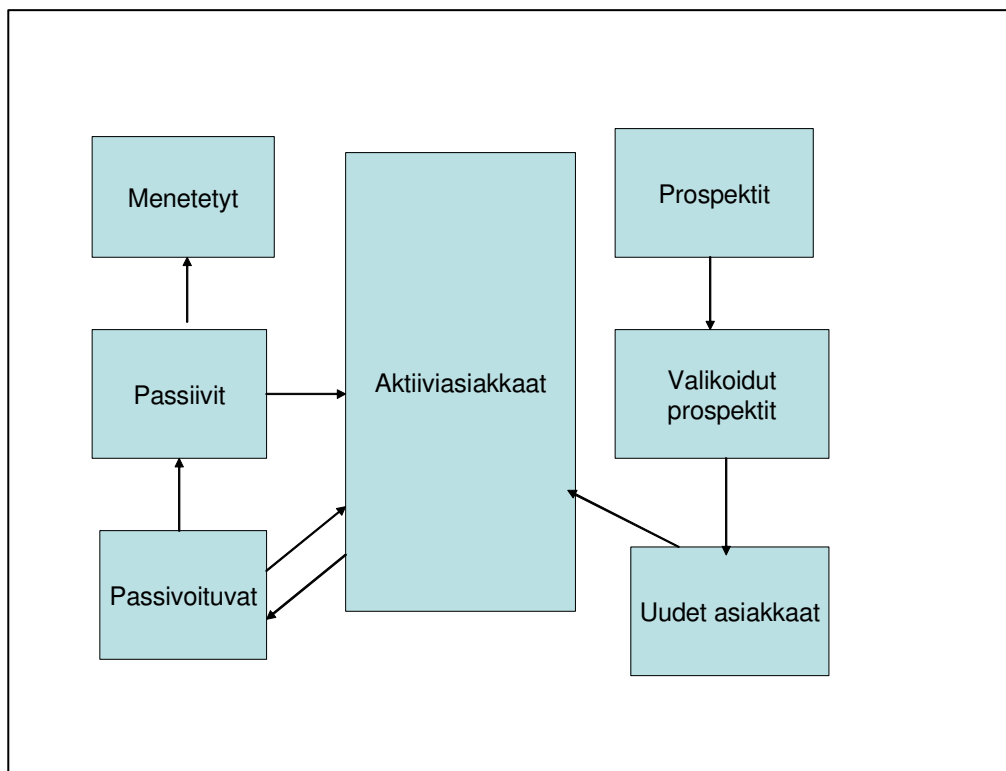 Menetetyt
Prospektit
Passiivit
Aktiiviasiakkaat
Valikoidut
prospektit
Passivoituvat
Uudet asiakkaat